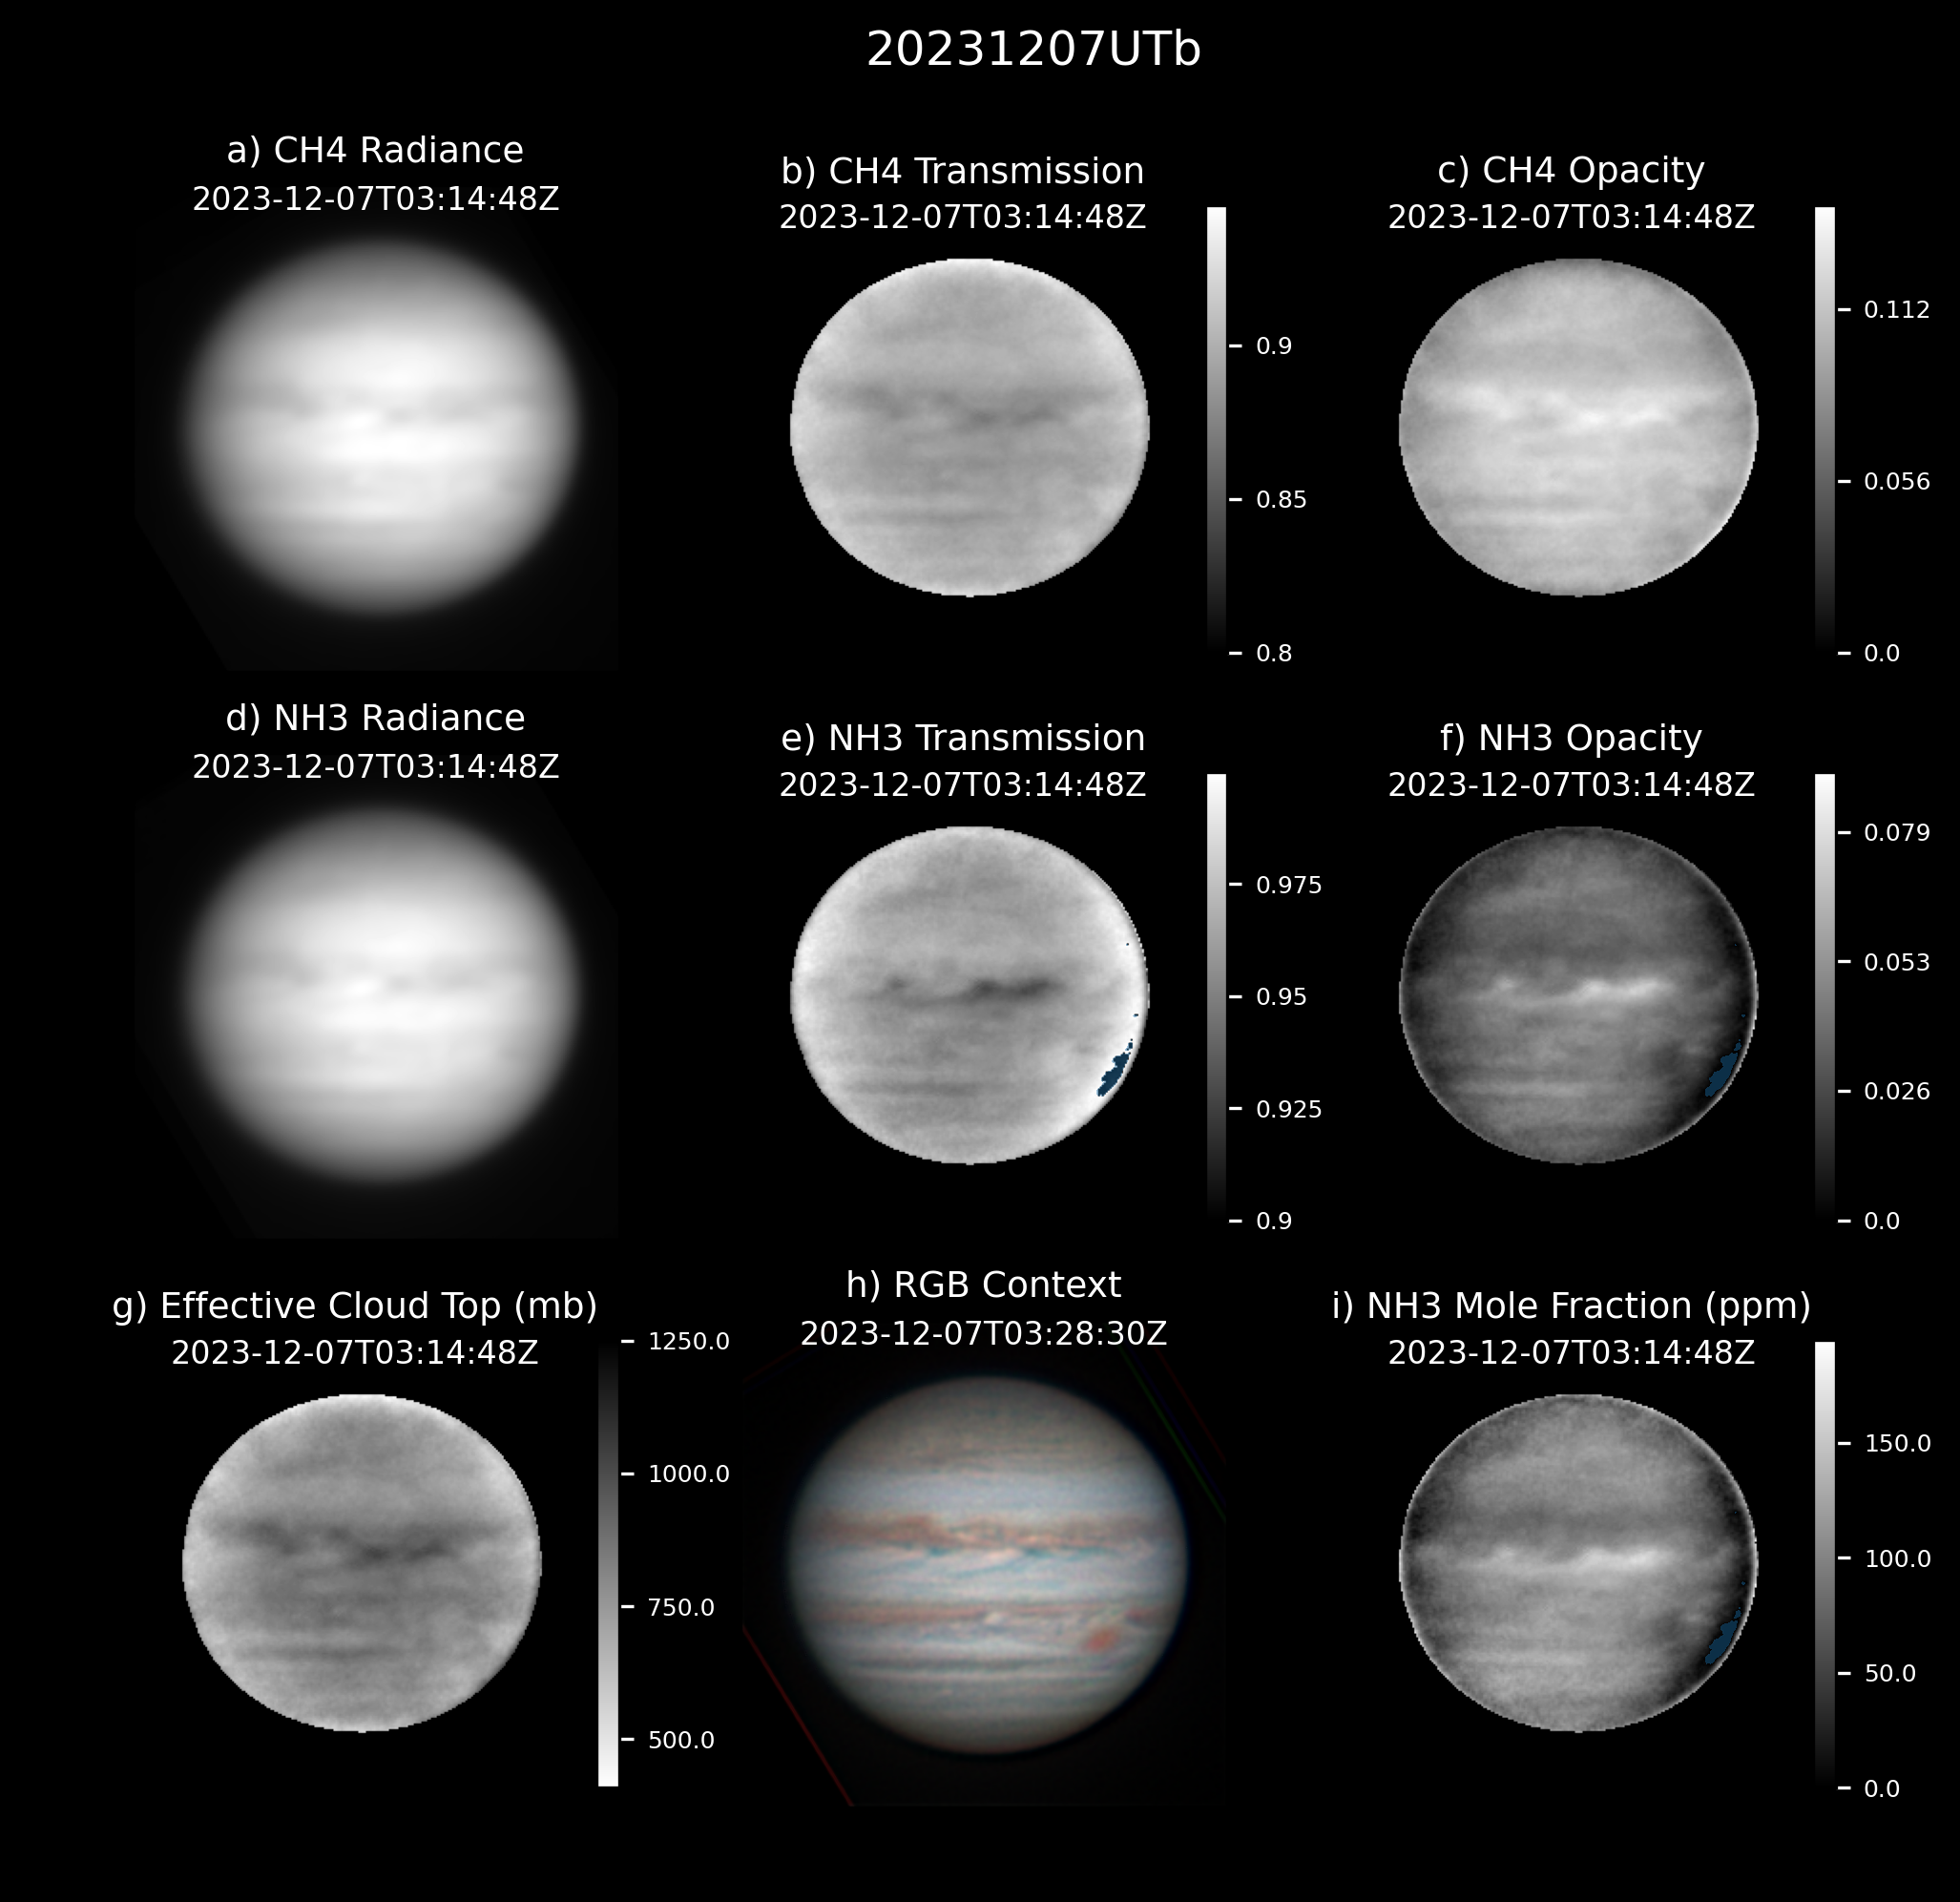 20231207UTb
a) CH4 Radiance
2023-12-07T03:14:48Z
b) CH4 Transmission
2023-12-07T03:14:48Z
0.9
0.85
0.8
c) CH4 Opacity
2023-12-07T03:14:48Z
0.112
0.056
0.0
d) NH3 Radiance
2023-12-07T03:14:48Z
e) NH3 Transmission
2023-12-07T03:14:48Z
0.975
0.95
0.925
0.9
f) NH3 Opacity
2023-12-07T03:14:48Z
0.079
0.053
0.026
0.0
g) Effective Cloud Top (mb)
2023-12-07T03:14:48Z
1250.0
1000.0
750.0
500.0
h) RGB Context
2023-12-07T03:28:30Z
i) NH3 Mole Fraction (ppm)
2023-12-07T03:14:48Z
150.0
100.0
50.0
0.0